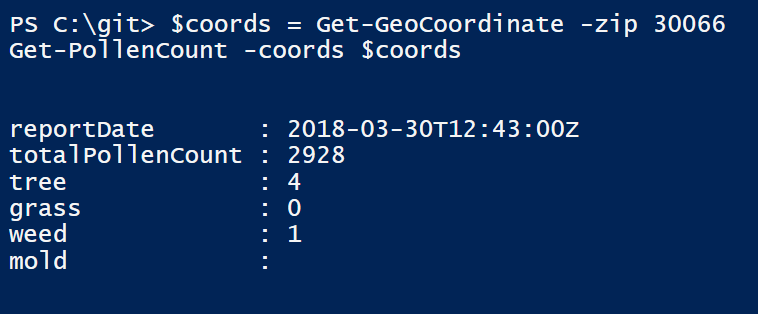 PS C:\git> $coords = Get-GeoCoordinate -zip 30066
Get-PollenCount -coords $coords
reportDate : 2018-03-30T12:43:00Z
totalPollenCount : 2928
tree : 4
grass : 0
weed : 1
mold :